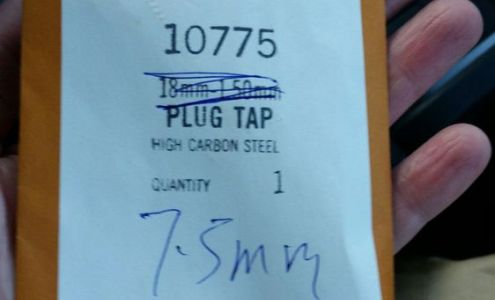 10775
18mm-1.50mm
PLUG TAP
HIGH CARBON STEEL
QUANTITY 1
7.5mm